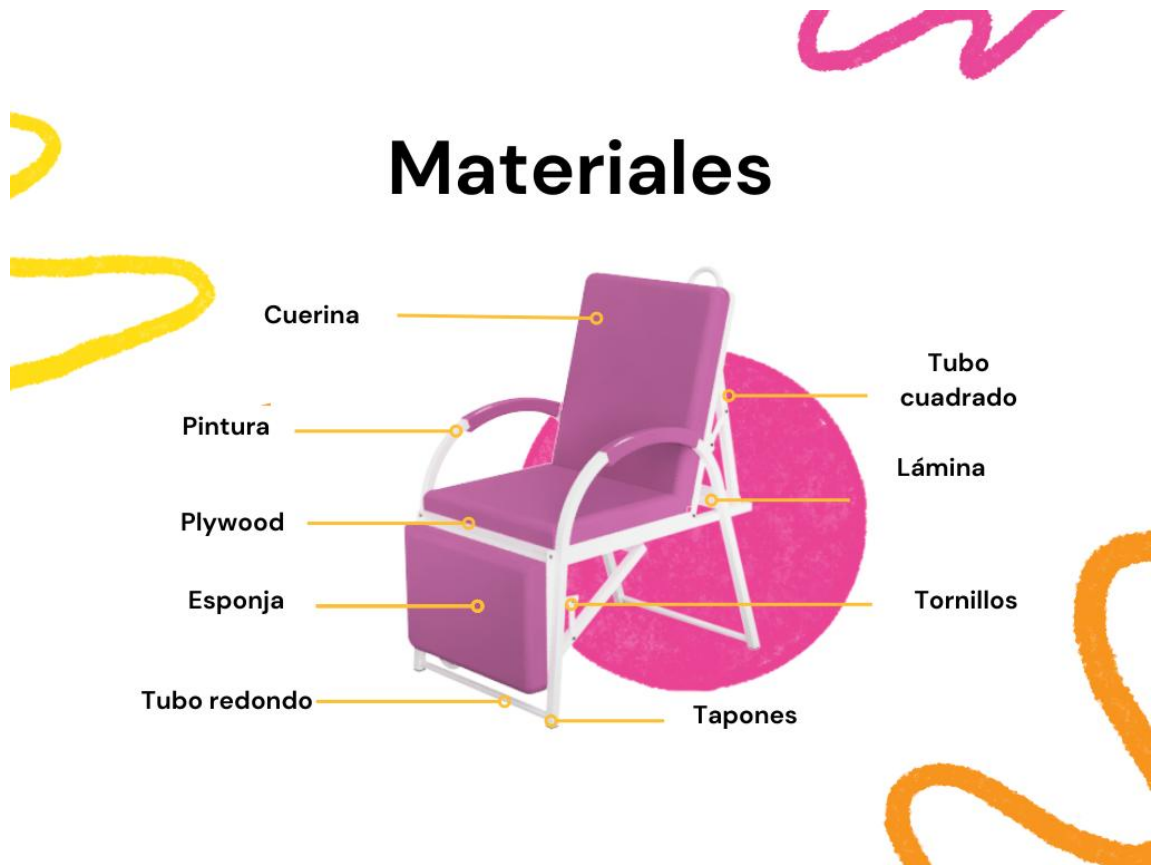 Materiales
Cuerina
Tubo
cuadrado
Pintura
Lámina
Plywood
Esponja
Tornillos
Tubo redondo
Tapones